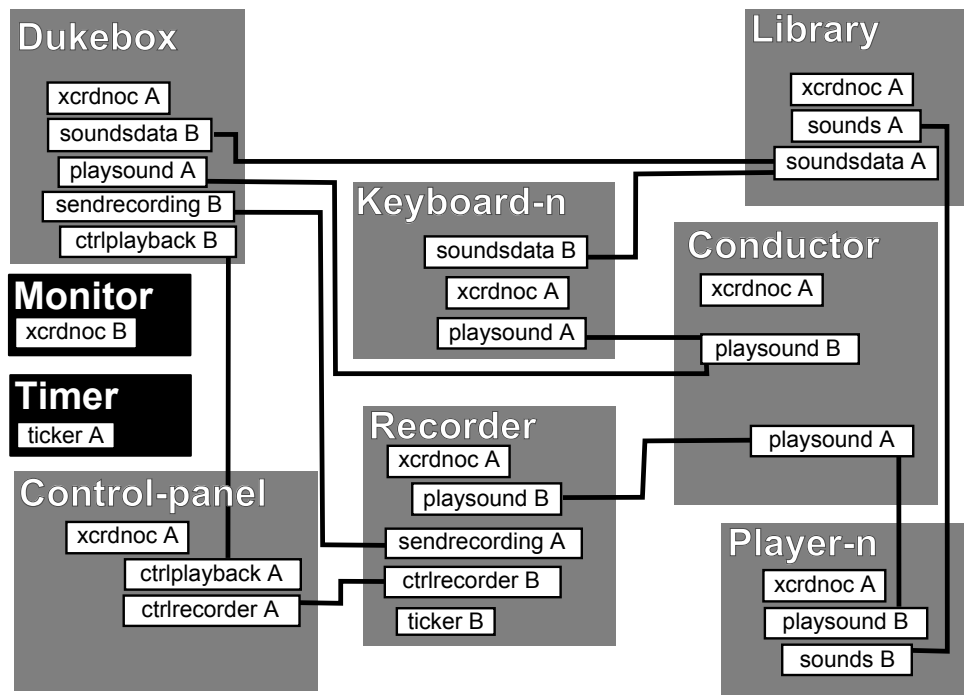 Dukebox
xcrdnoc A
soundsdata B
playsound A
sendrecording B
ctrlplayback B
Library
xcrdnoc A
sounds A
soundsdata A
Keyboard-n
soundsdata B
xcrdnoc A
playsound A
Conductor
xcrdnoc A
playsound B
playsound A
Monitor
xcrdnoc B
Timer
ticker A
Recorder
xcrdnoc A
playsound B
sendrecording A
ctrlrecorder B
ticker B
Control-panel
xcrdnoc A
ctrlplayback A
ctrlrecorder A
Player-n
xcrdnoc A
playsound B
sounds B